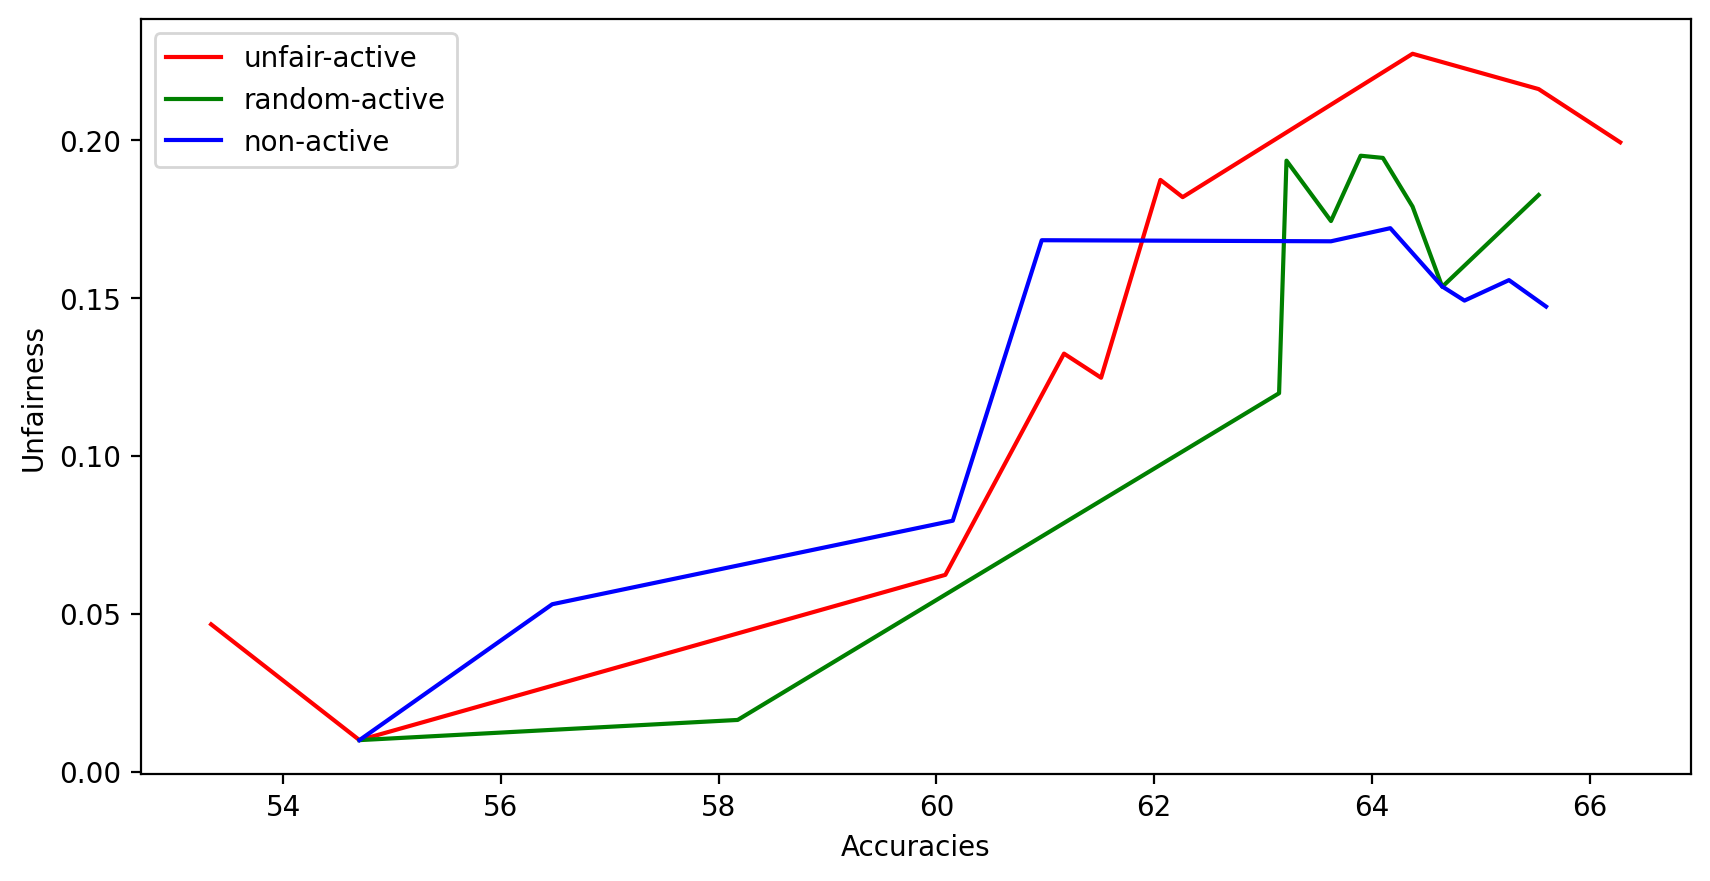 unfair-active
random-active
non-active
0.20
0.15
0.10
0.05
0.00
Unfairness
54 56 58 60 62 64 66
Accuracies